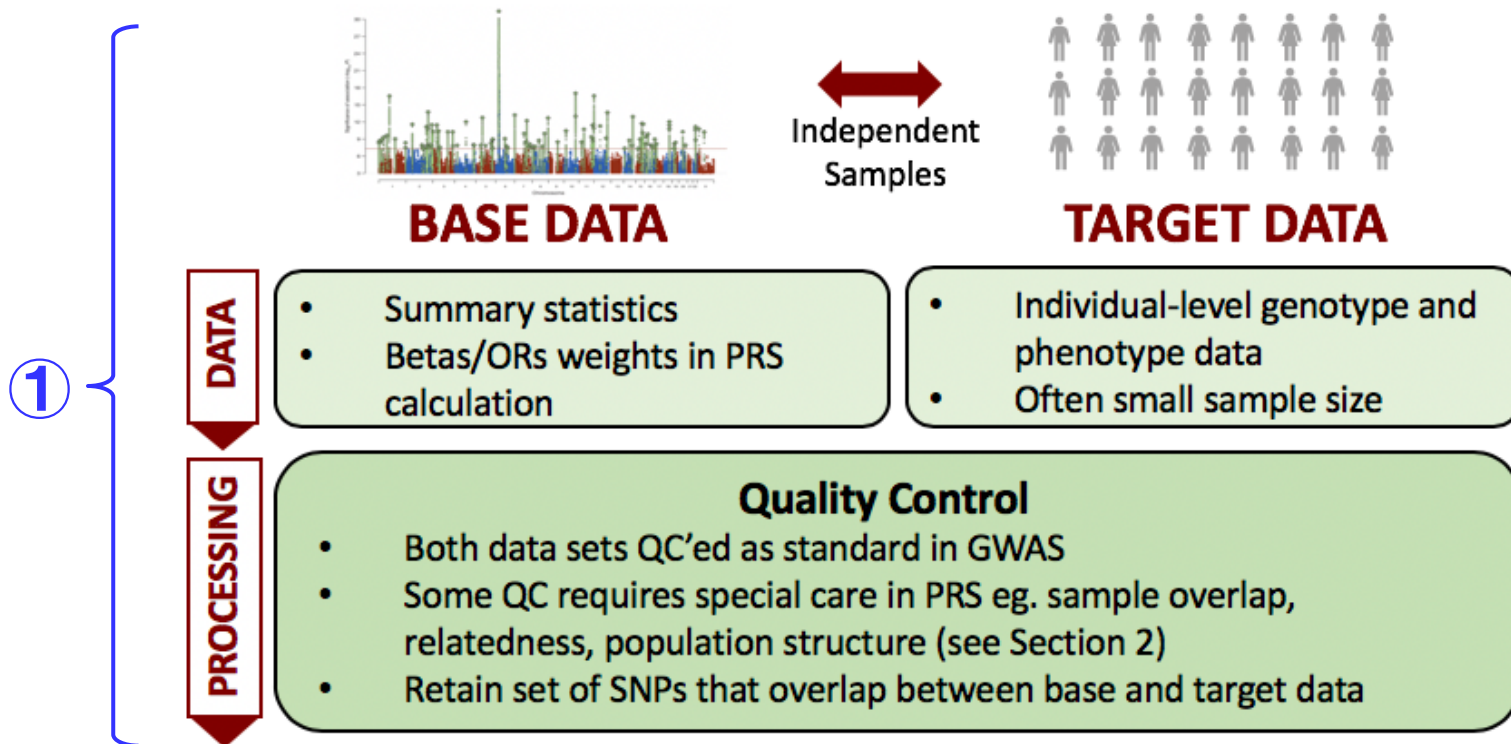 Independent
Samples
BASE DATA
TARGET DATA
①
DATA
• Summary statistics
• Betas/ORs weights in PRS
calculation
• Individual-level genotype and
phenotype data
• Often small sample size
PROCESSING
Quality Control
• Both data sets QC’ed as standard in GWAS
• Some QC requires special care in PRS eg. sample overlap,
relatedness, population structure (see Section 2)
• Retain set of SNPs that overlap between base and target data